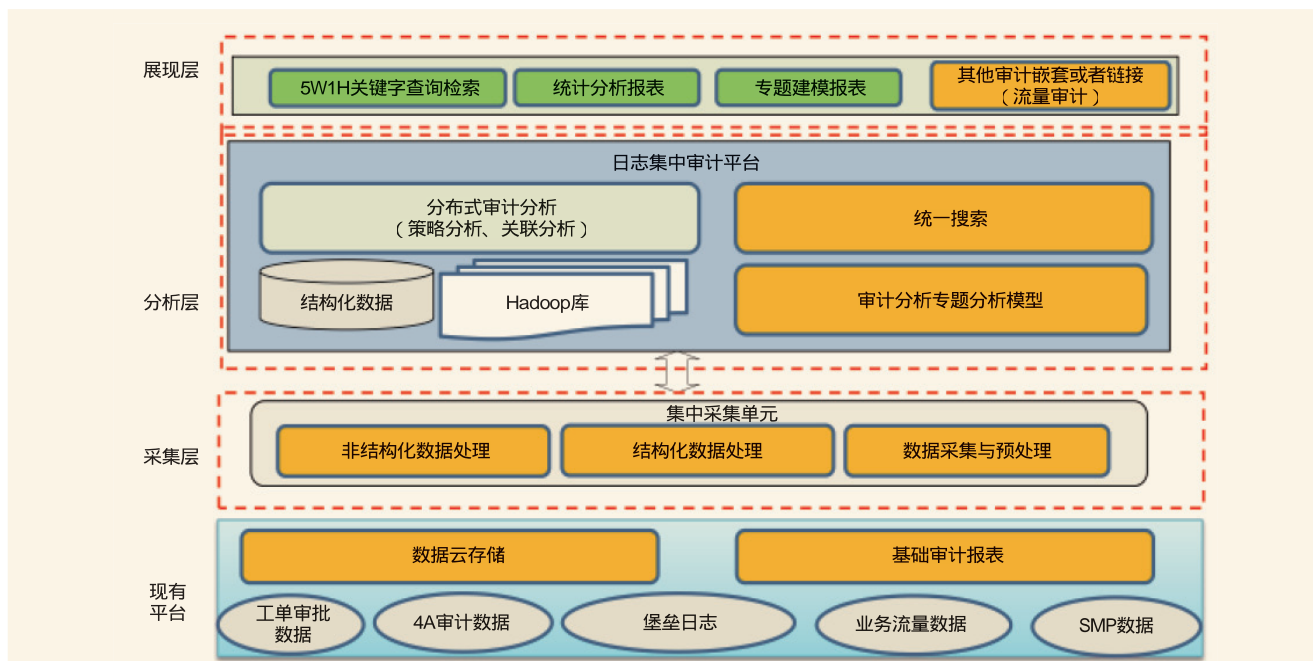 展现层
5W1H关键字查询检索
统计分析报表
专题建模报表
其他审计嵌套或者链接
（流量审计）
日志集中审计平台
分布式审计分析
（策略分析、关联分析）
统一搜索
分析层
结构化数据
Hadoop库
审计分析专题分析模型
集中采集单元
采集层
非结构化数据处理
结构化数据处理
数据采集与预处理
现有
平台
数据云存储
基础审计报表
工单审批
数据
4A审计数据
堡垒日志
业务流量数据
SMP数据